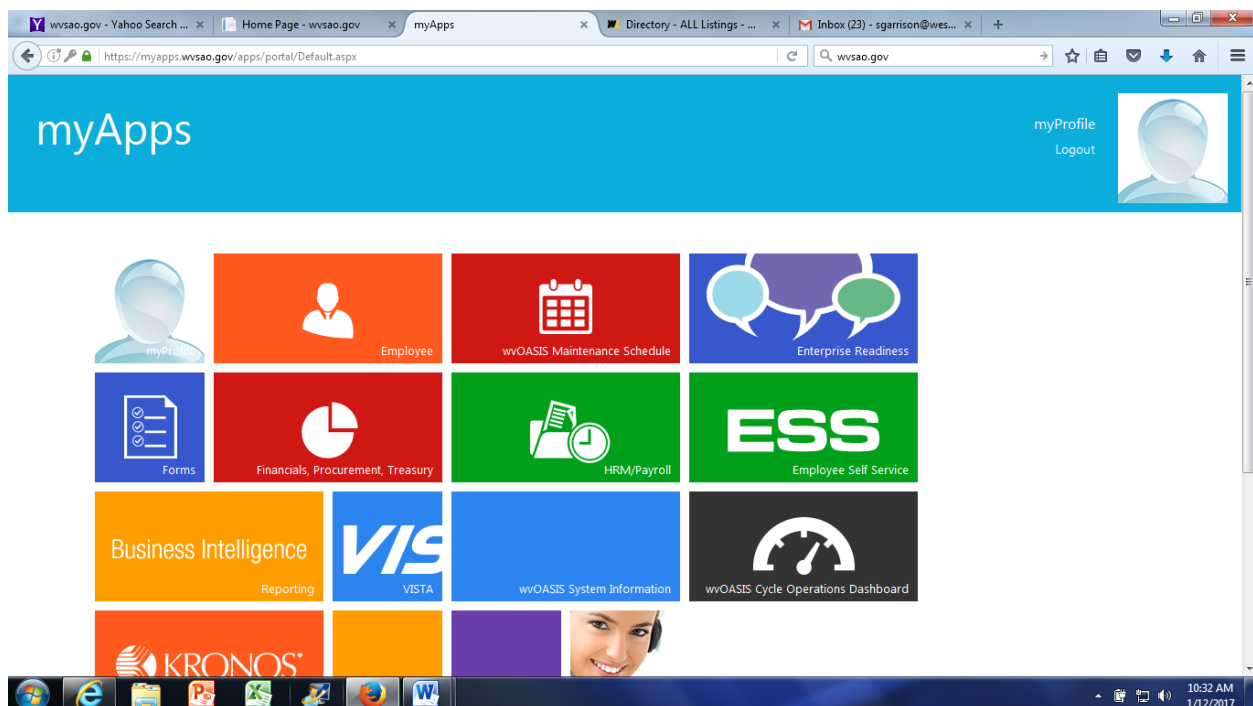 wvsao.gov - Yahoo Search ...
Home Page - wvsao.gov
myApps
Directory - ALL Listings - ...
Inbox (23) - sgarrison@wes...
https://myapps.wvsao.gov/apps/portal/Default.aspx
wvsao.gov
myApps
myProfile
Logout
myProfile
Employee
wvOASIS Maintenance Schedule
Enterprise Readiness
Forms
Financials, Procurement, Treasury
HRM/Payroll
ESS
Employee Self Service
Business Intelligence
Reporting
VIS
VISTA
wvOASIS System Information
wvOASIS Cycle Operations Dashboard
KRONOS
10:32 AM
1/12/2017